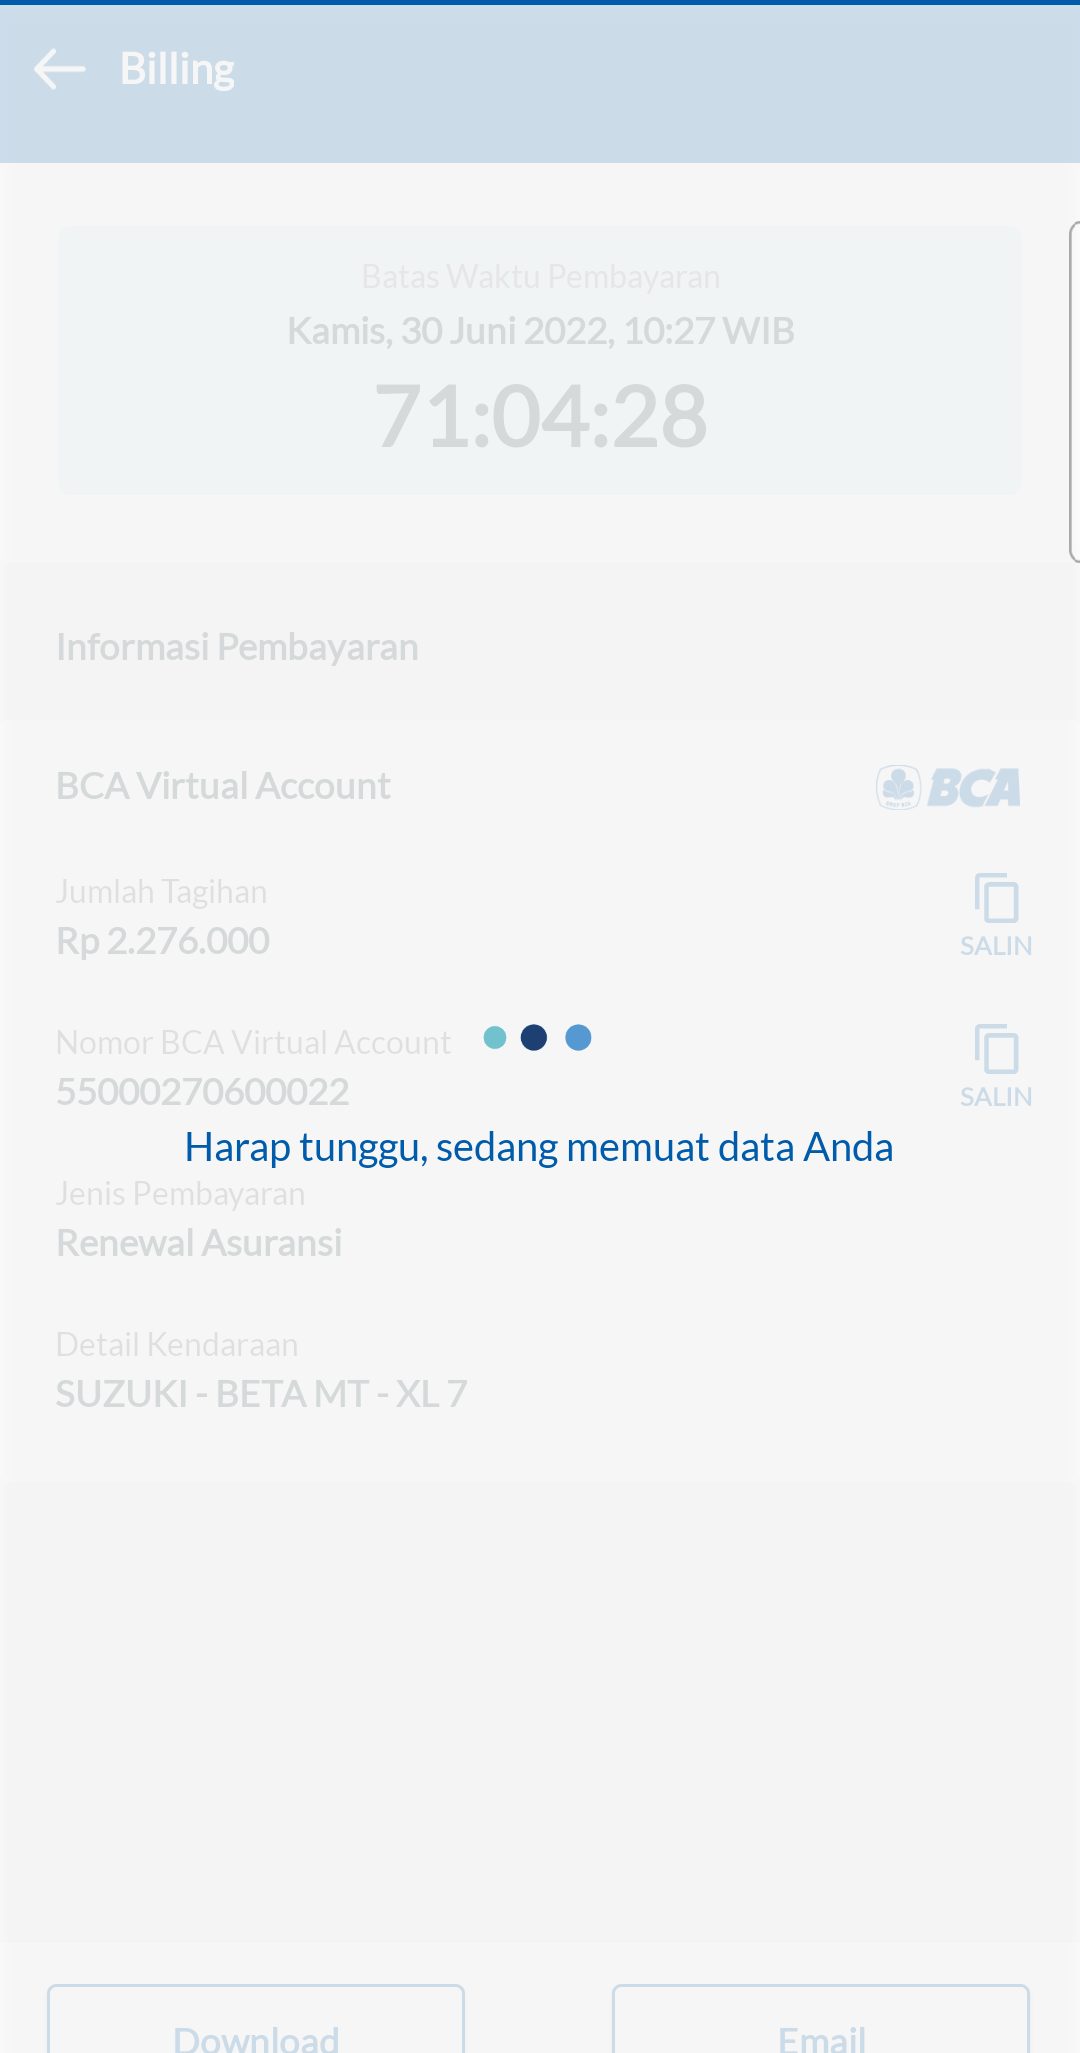 Billing
Batas Waktu Pembayaran
Kamis, 30 Juni 2022, 10:27 WIB
71:04:28
Informasi Pembayaran
BCA Virtual Account
BCA
Jumlah Tagihan
Rp 2.276.000
SALIN
Nomor BCA Virtual Account
55000270600022
SALIN
Harap tunggu, sedang memuat data Anda
Jenis Pembayaran
Renewal Asuransi
Detail Kendaraan
SUZUKI - BETA MT - XL 7
Download
Email